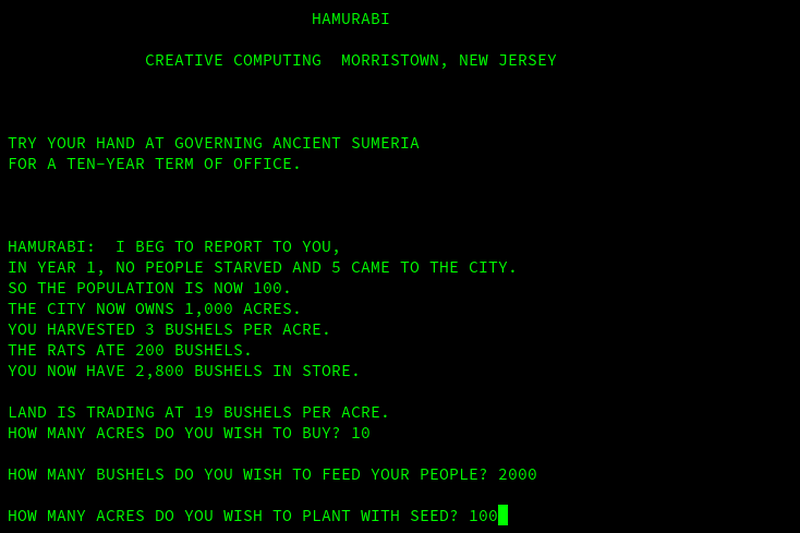 HAMURABI
CREATIVE COMPUTING  MORRISTOWN, NEW JERSEY
TRY YOUR HAND AT GOVERNING ANCIENT SUMERIA
FOR A TEN-YEAR TERM OF OFFICE.
HAMURABI:  I BEG TO REPORT TO YOU,
IN YEAR 1, NO PEOPLE STARVED AND 5 CAME TO THE CITY.
SO THE POPULATION IS NOW 100.
THE CITY NOW OWNS 1,000 ACRES.
YOU HARVESTED 3 BUSHELS PER ACRE.
THE RATS ATE 200 BUSHELS.
YOU NOW HAVE 2,800 BUSHELS IN STORE.
LAND IS TRADING AT 19 BUSHELS PER ACRE.
HOW MANY ACRES DO YOU WISH TO BUY? 10
HOW MANY BUSHELS DO YOU WISH TO FEED YOUR PEOPLE? 2000
HOW MANY ACRES DO YOU WISH TO PLANT WITH SEED? 100